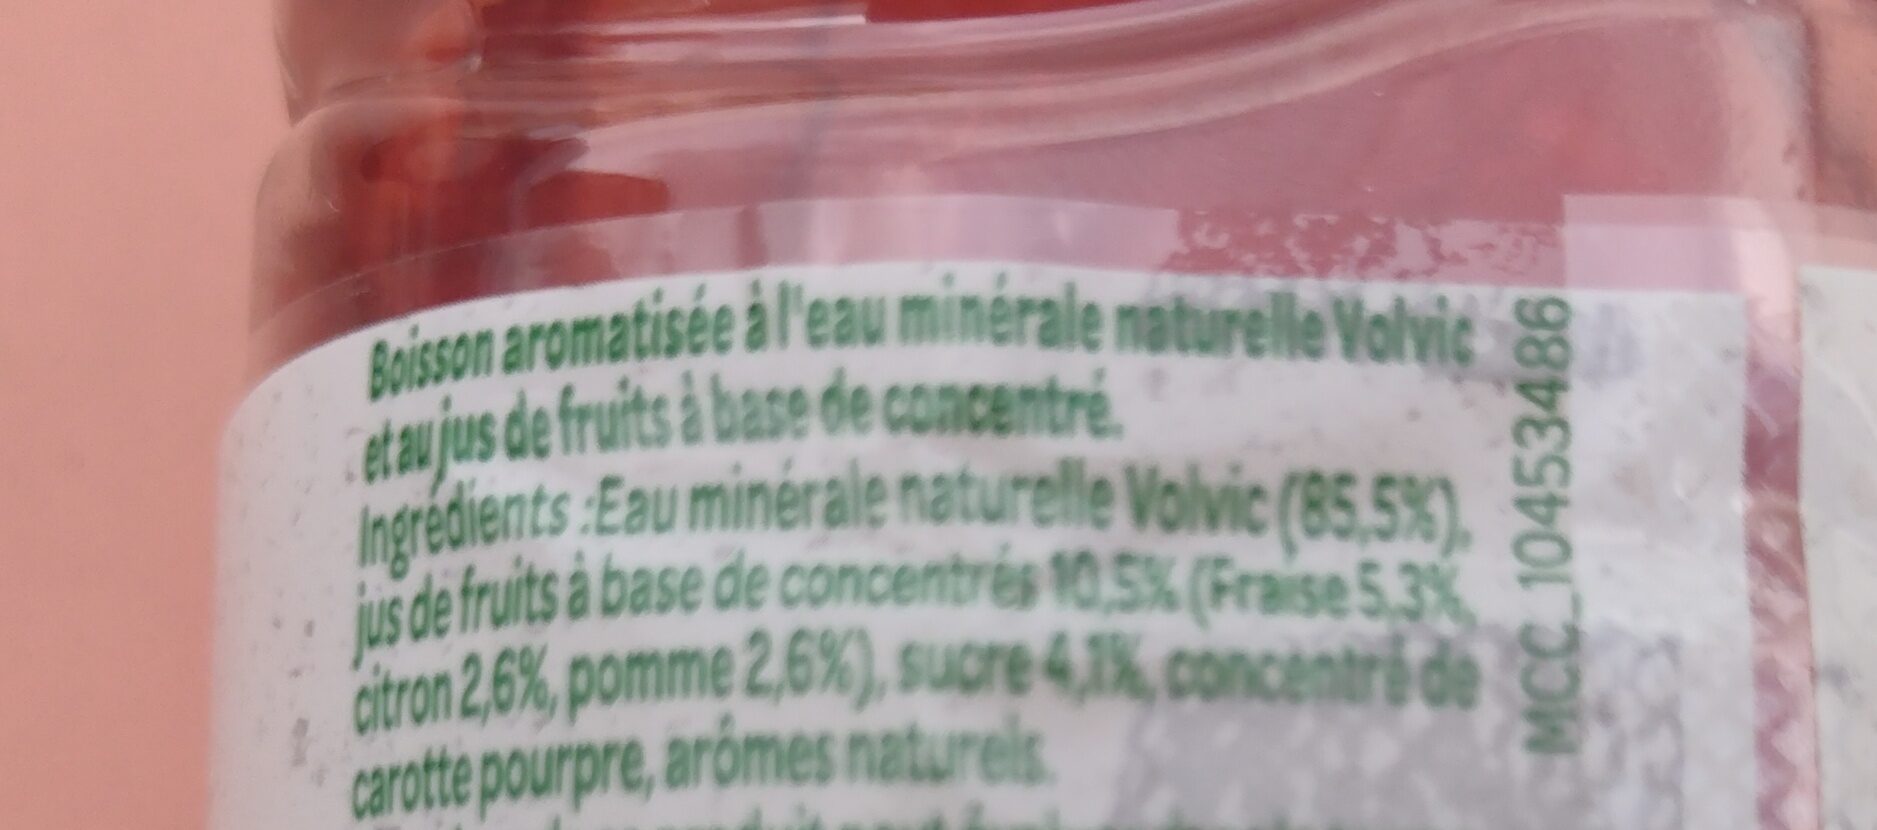 Boisson aromatisée à l'eau minérale naturelle Volvic
et au jus de fruits à base de concentré.
Ingrédients :Eau minérale naturelle Volvic (85,5%),
jus de fruits à base de concentrés 10,5% (Fraise 5,3%,
citron 2,6%, pomme 2,6%), sucre 4,1%, concentré de
carotte pourpre, arômes naturels.
MCC_10453486